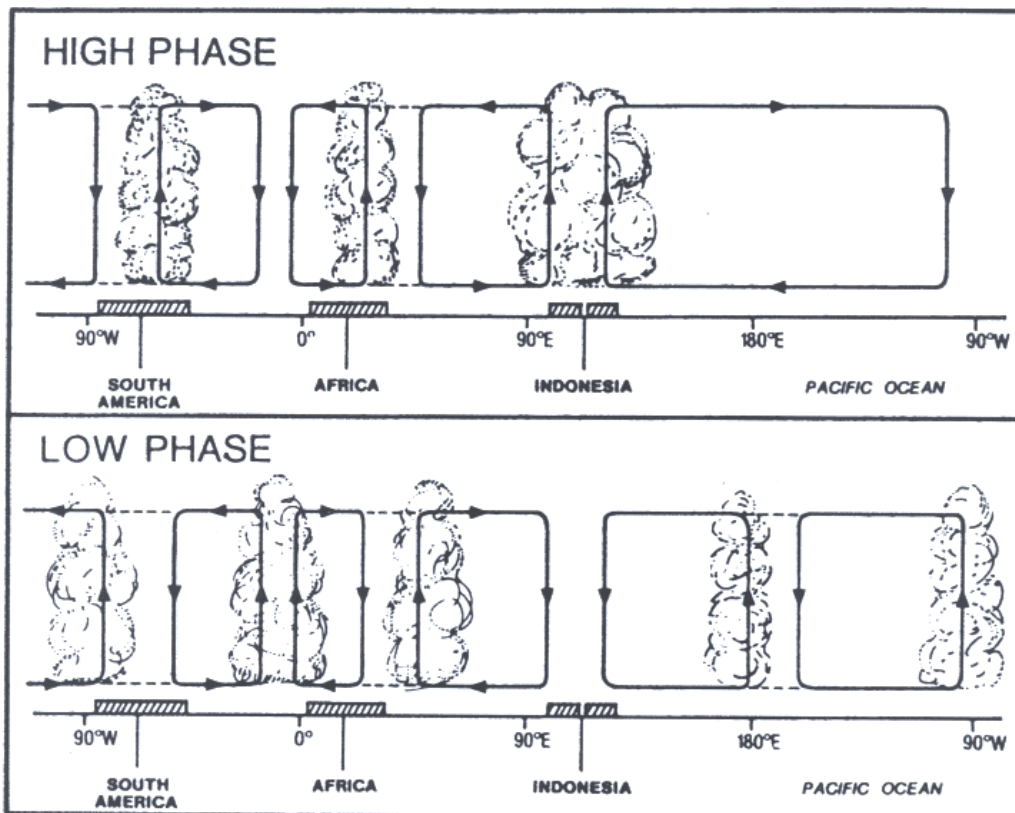 HIGH PHASE
90°W 0° 90°E 180°E 90°W
SOUTH AMERICA AFRICA INDONESIA PACIFIC OCEAN
LOW PHASE
90°W 0° 90°E 180°E 90°W
SOUTH AMERICA AFRICA INDONESIA PACIFIC OCEAN